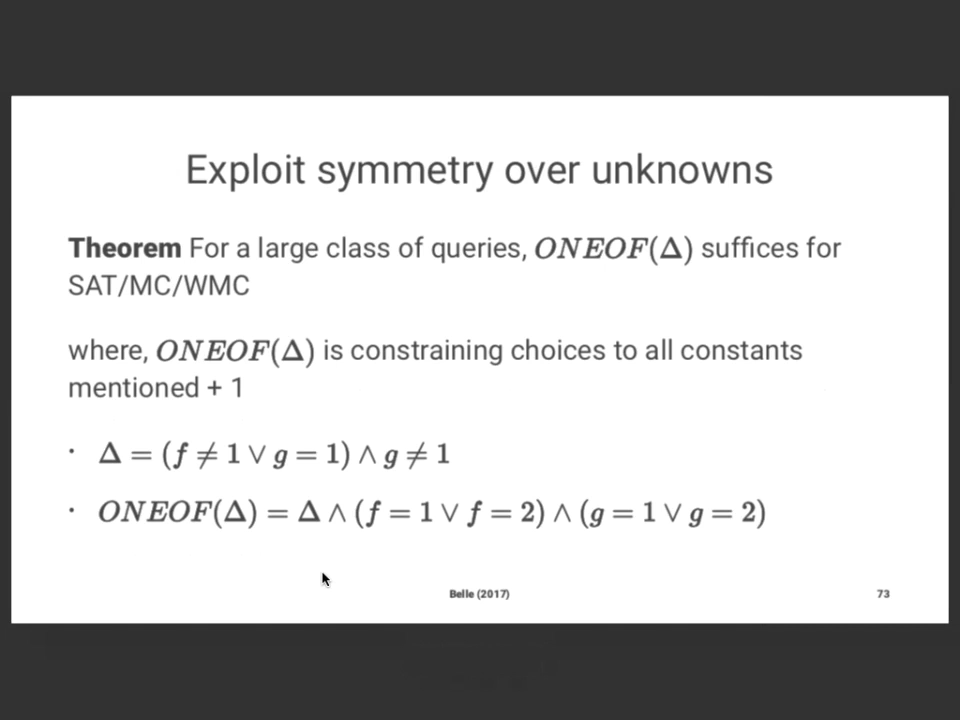 Exploit symmetry over unknowns
Theorem For a large class of queries, ONEOF(Δ) suffices for
SAT/MC/WMC
where, ONEOF(Δ) is constraining choices to all constants
mentioned + 1
· Δ = (f ≠ 1 ∨ g = 1) ∧ g ≠ 1
· ONEOF(Δ) = Δ ∧ (f = 1 ∨ f = 2) ∧ (g = 1 ∨ g = 2)
Belle (2017) 73